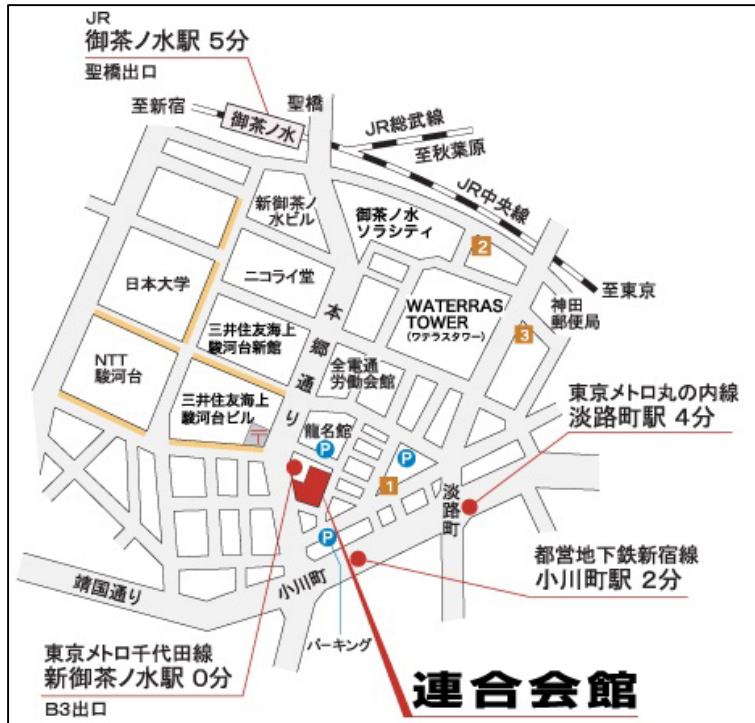 JR
御茶ノ水駅 5分
聖橋出口
至新宿
聖橋
御茶ノ水
JR総武線
至秋葉原
JR中央線
新御茶ノ
水ビル
御茶ノ水
ソラシティ
2
至東京
日本大学
ニコライ堂
本郷通り
WATERRAS
TOWER
(ワテラスタワー)
神田
郵便局
3
三井住友海上
駿河台新館
NTT
駿河台
全電通
労働会館
三井住友海上
駿河台ビル
〒
龍名館
P
P
1
東京メトロ丸の内線
淡路町駅 4分
淡路町
P
都営地下鉄新宿線
小川町駅 2分
靖国通り
小川町
パーキング
東京メトロ千代田線
新御茶ノ水駅 0分
B3出口
連合会館